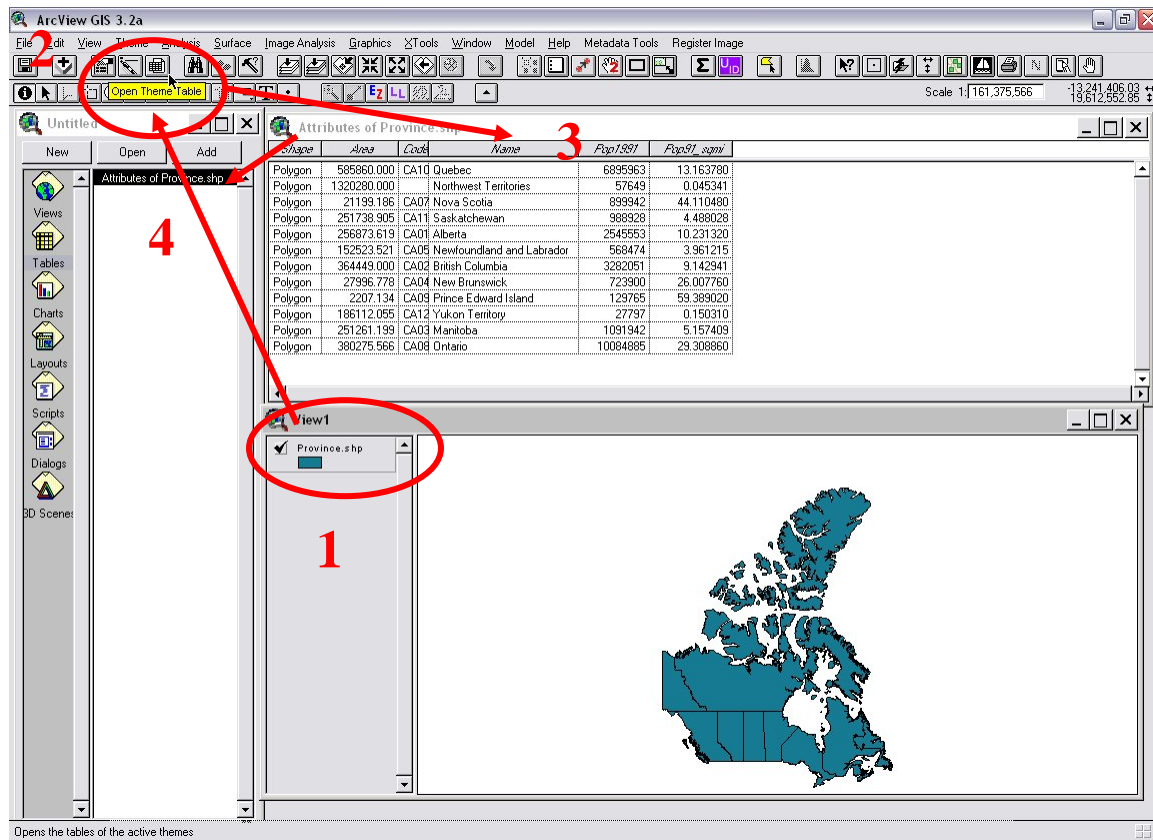 ArcView GIS 3.2a
File Edit View Theme Analysis Surface Image Analysis Graphics XTools Window Model Help Metadata Tools Register Image
2
Open Theme Table
Scale 1: 161,375,566
-13,241,406.03
19,612,552.85
Untitled
New Open Add
Attributes of Province.shp
Views
Tables
Charts
Layouts
Scripts
Dialogs
3D Scenes
4
Attributes of Province.shp
3
Shape Area Code Name Pop1991 Pop91_sqmi
Polygon 585860.000 CA10 Quebec 6895963 13.163780
Polygon 1320280.000 Northwest Territories 57649 0.045341
Polygon 21199.186 CA07 Nova Scotia 899942 44.110480
Polygon 251738.905 CA11 Saskatchewan 988928 4.488028
Polygon 256873.619 CA01 Alberta 2545553 10.231320
Polygon 152523.521 CA05 Newfoundland and Labrador 568474 3.961215
Polygon 364449.000 CA02 British Columbia 3282051 9.142941
Polygon 27996.778 CA04 New Brunswick 723900 26.007760
Polygon 2207.134 CA09 Prince Edward Island 129765 59.389020
Polygon 186112.055 CA12 Yukon Territory 27797 0.150310
Polygon 251261.199 CA03 Manitoba 1091942 5.157409
Polygon 380275.566 CA08 Ontario 10084885 29.308860
View1
Province.shp
1
Opens the tables of the active themes